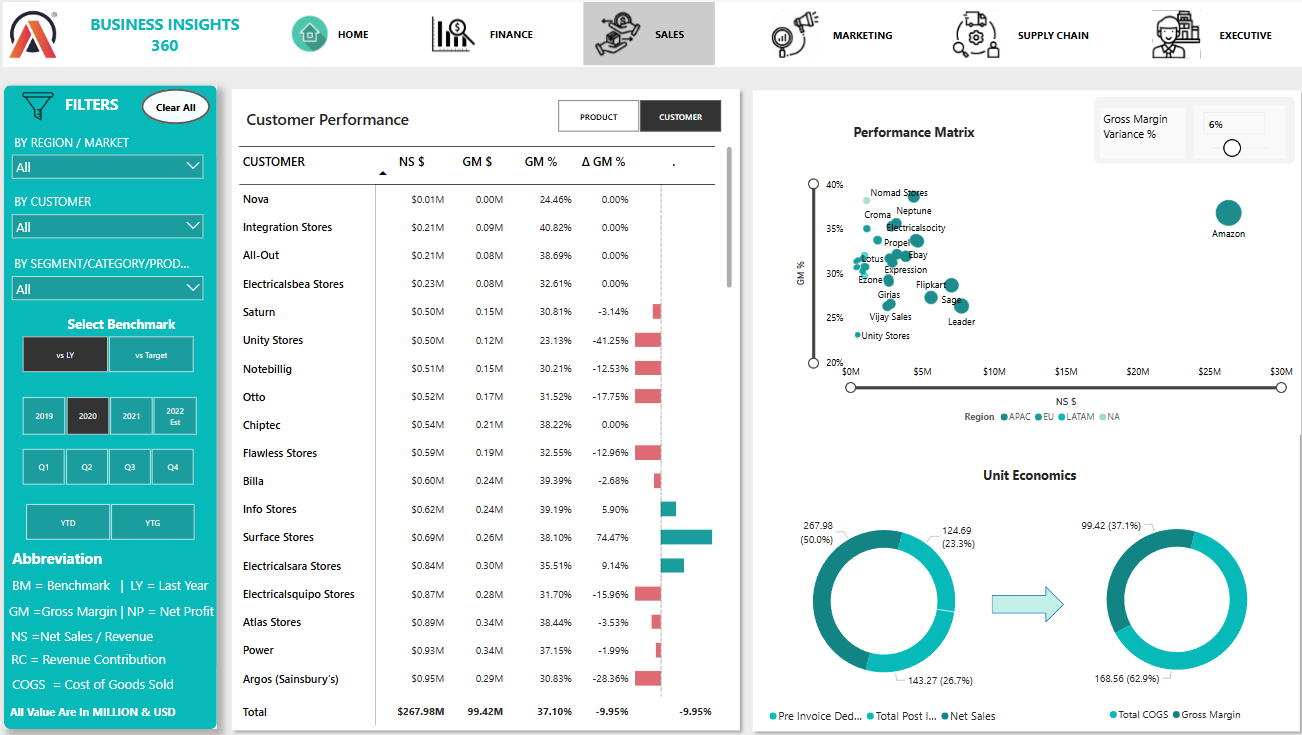 BUSINESS INSIGHTS
360
HOME
FINANCE
SALES
MARKETING
SUPPLY CHAIN
EXECUTIVE
FILTERS
Clear All
BY REGION / MARKET
All
BY CUSTOMER
All
BY SEGMENT/CATEGORY/PROD...
All
Select Benchmark
vs LY
vs Target
2019
2020
2021
2022
Est
Q1
Q2
Q3
Q4
YTD
YTG
Abbreviation
BM = Benchmark | LY = Last Year
GM =Gross Margin | NP = Net Profit
NS =Net Sales / Revenue
RC = Revenue Contribution
COGS = Cost of Goods Sold
All Value Are In MILLION & USD
Customer Performance
PRODUCT
CUSTOMER
CUSTOMER NS $ GM $ GM % Δ GM % .
Nova $0.01M 0.00M 24.46% 0.00%
Integration Stores $0.21M 0.09M 40.82% 0.00%
All-Out $0.21M 0.08M 38.69% 0.00%
Electricalsbea Stores $0.23M 0.08M 32.61% 0.00%
Saturn $0.50M 0.15M 30.81% -3.14%
Unity Stores $0.50M 0.12M 23.13% -41.25%
Notebillig $0.51M 0.15M 30.21% -12.53%
Otto $0.52M 0.17M 31.52% -17.75%
Chiptec $0.54M 0.21M 38.22% 0.00%
Flawless Stores $0.59M 0.19M 32.55% -12.96%
Billa $0.60M 0.24M 39.39% -2.68%
Info Stores $0.62M 0.24M 39.19% 5.90%
Surface Stores $0.69M 0.26M 38.10% 74.47%
Electricalsara Stores $0.84M 0.30M 35.51% 9.14%
Electricalsquipo Stores $0.87M 0.28M 31.70% -15.96%
Atlas Stores $0.89M 0.34M 38.44% -3.53%
Power $0.93M 0.34M 37.15% -1.99%
Argos (Sainsbury's) $0.95M 0.29M 30.83% -28.36%
Total $267.98M 99.42M 37.10% -9.95% -9.95%
Performance Matrix
Gross Margin
Variance %
6%
40%
35%
30%
25%
20%
GM %
Nomad Stores
Croma
Neptune
Electricalsocity
Propel
Lotus
Ebay
Expression
Ezone
Flipkart
Girias
Sage
Vijay Sales
Leader
Unity Stores
Amazon
$0M $5M $10M $15M $20M $25M $30M
NS $
Region APAC EU LATAM NA
Unit Economics
267.98
(50.0%)
124.69
(23.3%)
143.27 (26.7%)
Pre Invoice Ded... Total Post I... Net Sales
99.42 (37.1%)
168.56 (62.9%)
Total COGS Gross Margin